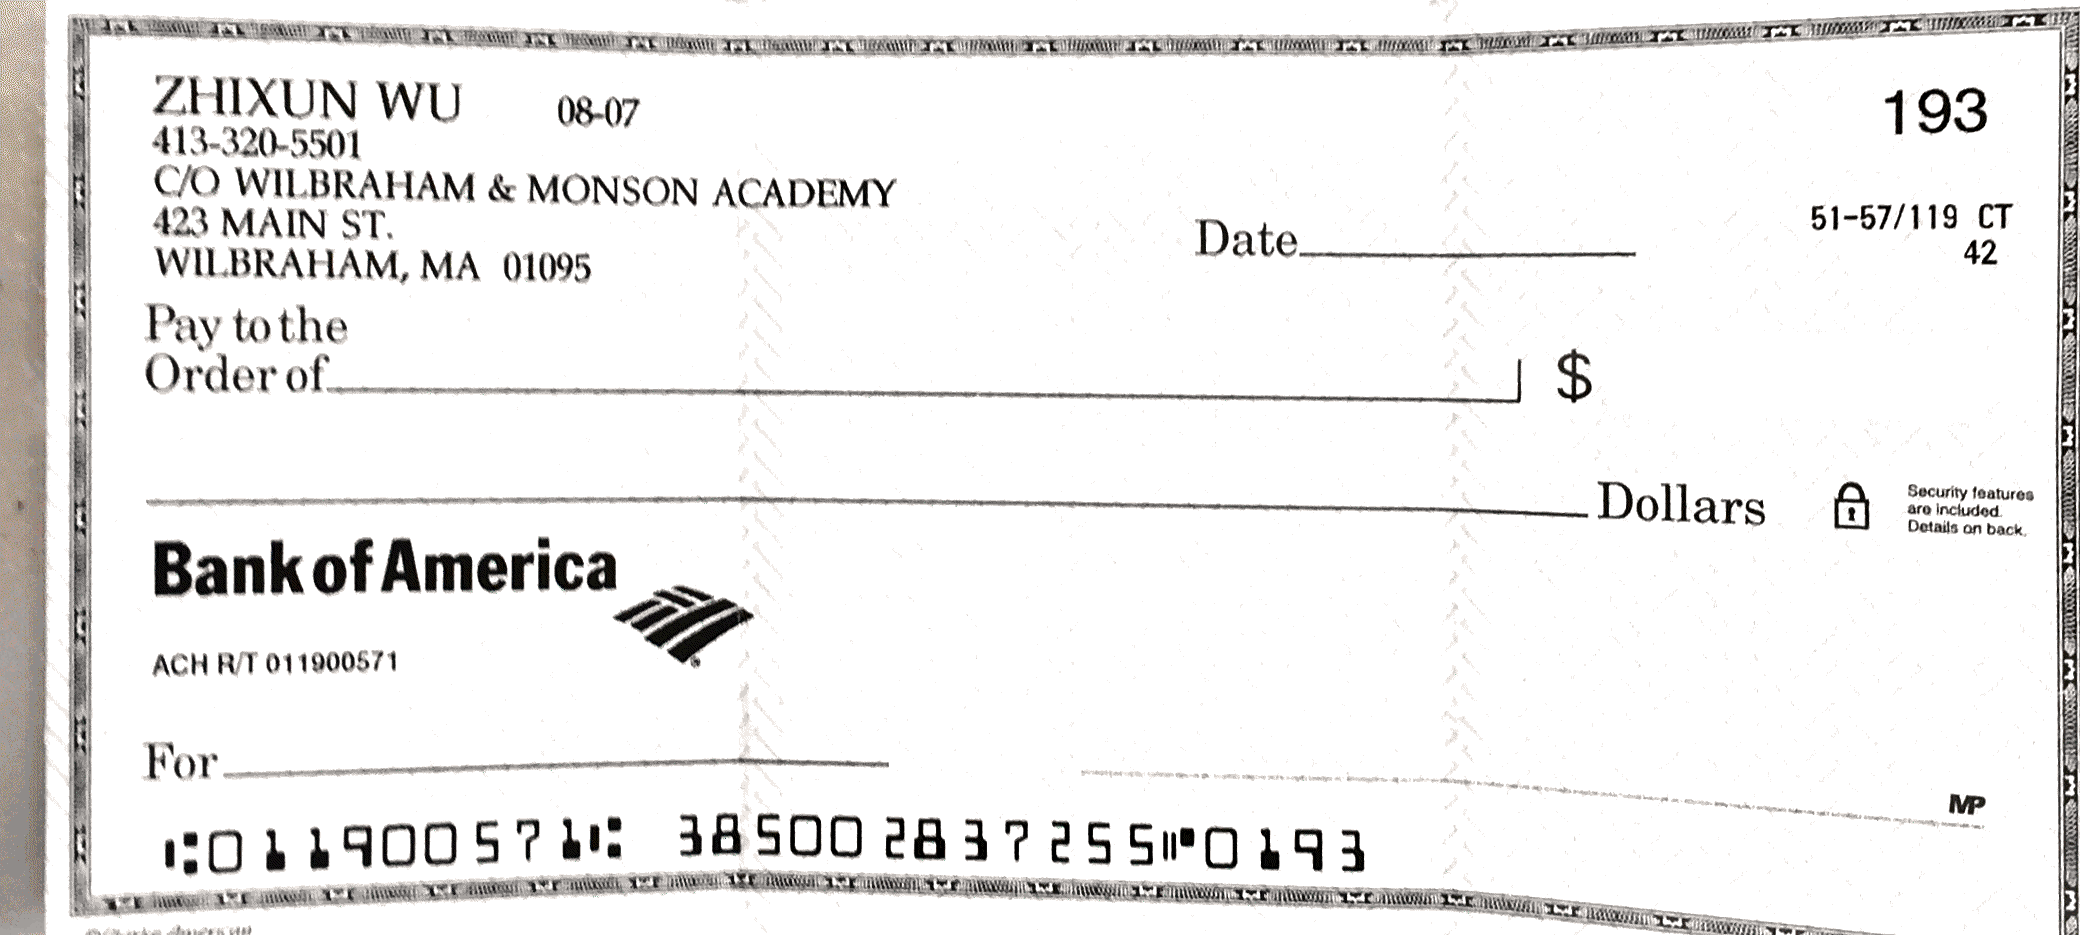 ZHIXUN WU 08-07
193
413-320-5501
C/O WILBRAHAM & MONSON ACADEMY
423 MAIN ST.
WILBRAHAM, MA 01095
Date
51-57/119 CT
42
Pay to the
Order of $
Dollars
Security features
are included.
Details on back.
Bank of America
ACH R/T 011900571
For
MP
⑆011900571⑆ 385002837255⑈0193